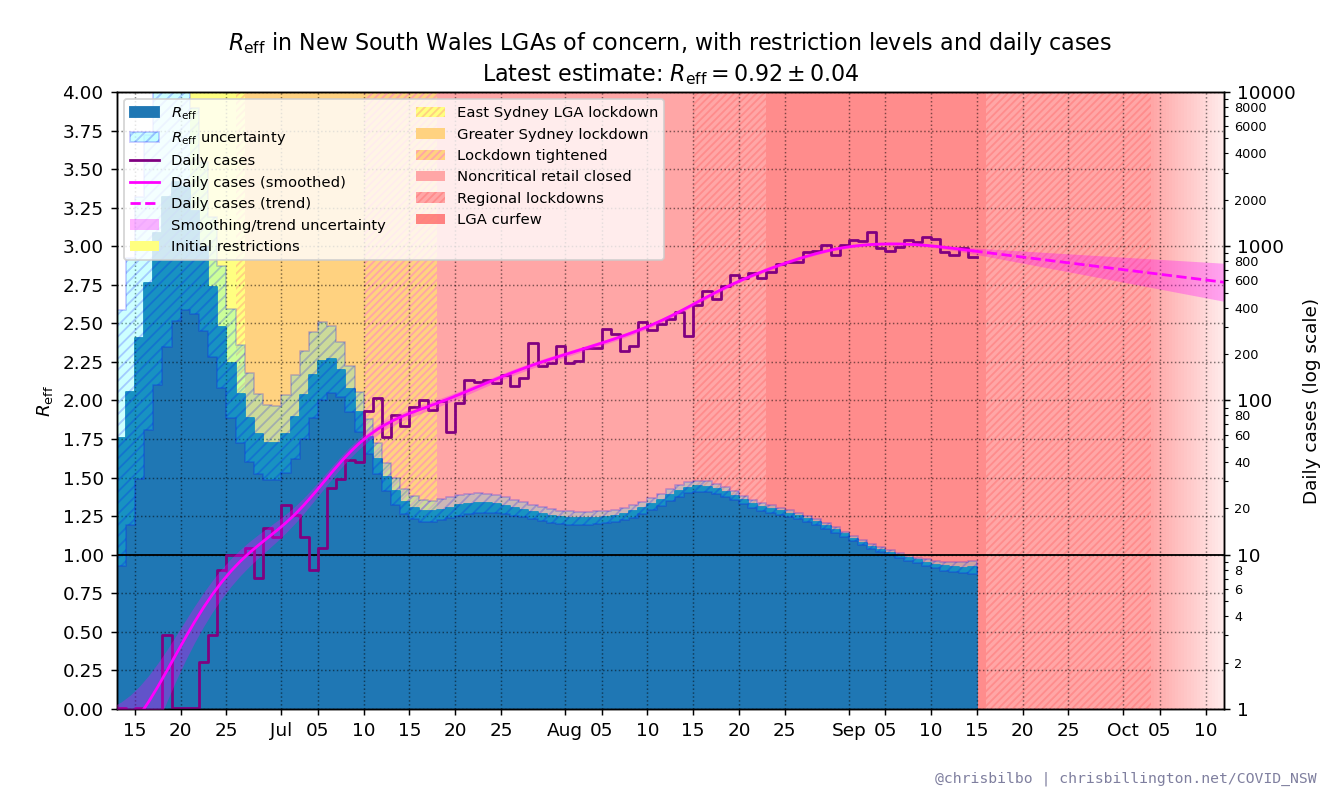 R_eff in New South Wales LGAs of concern, with restriction levels and daily cases
Latest estimate: R_eff = 0.92 ± 0.04
R_eff
R_eff uncertainty
Daily cases
Daily cases (smoothed)
Daily cases (trend)
Smoothing/trend uncertainty
Initial restrictions
East Sydney LGA lockdown
Greater Sydney lockdown
Lockdown tightened
Noncritical retail closed
Regional lockdowns
LGA curfew
R_eff
4.00
3.75
3.50
3.25
3.00
2.75
2.50
2.25
2.00
1.75
1.50
1.25
1.00
0.75
0.50
0.25
0.00
10000
8000
6000
4000
2000
1000
800
600
400
200
100
80
60
40
20
10
8
6
4
2
1
Daily cases (log scale)
15 20 25 Jul 05 10 15 20 25 Aug 05 10 15 20 25 Sep 05 10 15 20 25 Oct 05 10
@chrisbilbo | chrisbillington.net/COVID_NSW